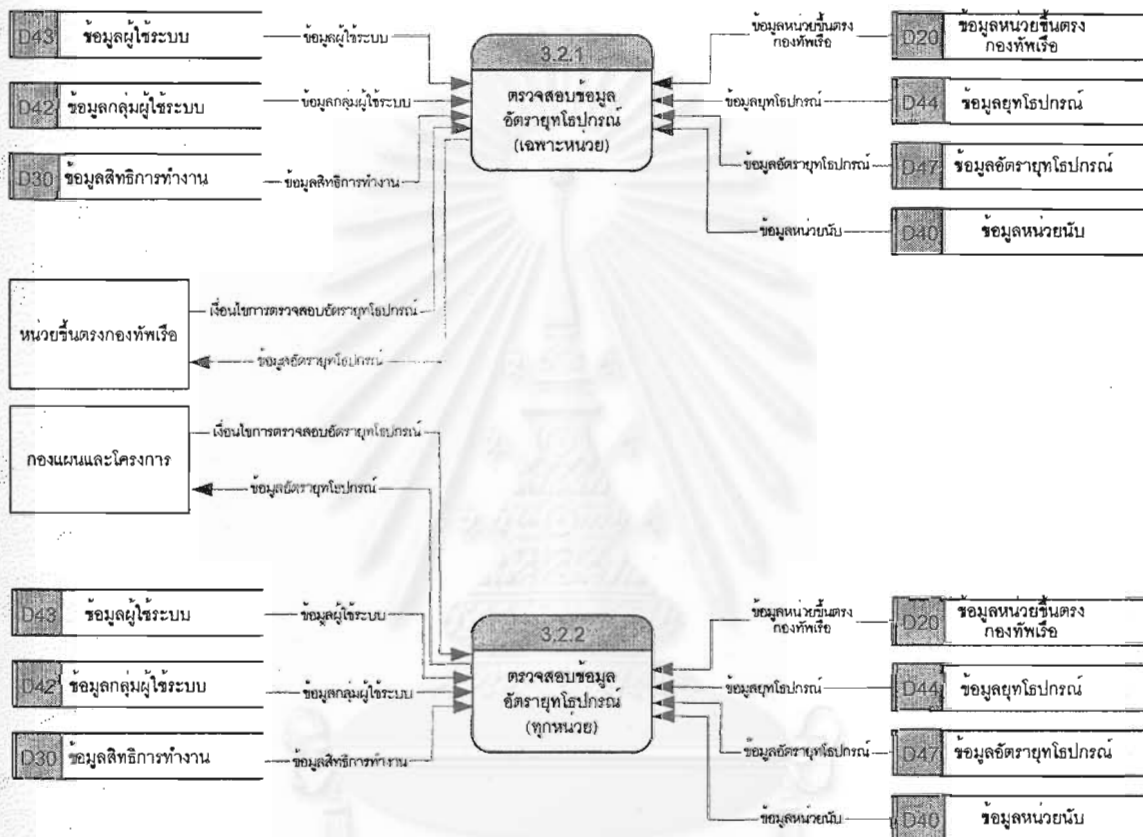 D43 ข้อมูลผู้ใช้ระบบ
ข้อมูลผู้ใช้ระบบ
D42 ข้อมูลกลุ่มผู้ใช้ระบบ
ข้อมูลกลุ่มผู้ใช้ระบบ
D30 ข้อมูลสิทธิการทำงาน
ข้อมูลสิทธิการทำงาน
3.2.1
ตรวจสอบข้อมูล
อัตรายุทโธปกรณ์
(เฉพาะหน่วย)
ข้อมูลหน่วยขึ้นตรง
กองทัพเรือ
D20 ข้อมูลหน่วยขึ้นตรง
กองทัพเรือ
ข้อมูลยุทโธปกรณ์
D44 ข้อมูลยุทโธปกรณ์
ข้อมูลอัตรายุทโธปกรณ์
D47 ข้อมูลอัตรายุทโธปกรณ์
ข้อมูลหน่วยนับ
D40 ข้อมูลหน่วยนับ
หน่วยขึ้นตรงกองทัพเรือ
เงื่อนไขการตรวจสอบอัตรายุทโธปกรณ์
ข้อมูลอัตรายุทโธปกรณ์
กองแผนและโครงการ
เงื่อนไขการตรวจสอบอัตรายุทโธปกรณ์
ข้อมูลอัตรายุทโธปกรณ์
D43 ข้อมูลผู้ใช้ระบบ
ข้อมูลผู้ใช้ระบบ
D42 ข้อมูลกลุ่มผู้ใช้ระบบ
ข้อมูลกลุ่มผู้ใช้ระบบ
D30 ข้อมูลสิทธิการทำงาน
ข้อมูลสิทธิการทำงาน
3.2.2
ตรวจสอบข้อมูล
อัตรายุทโธปกรณ์
(ทุกหน่วย)
ข้อมูลหน่วยขึ้นตรง
กองทัพเรือ
D20 ข้อมูลหน่วยขึ้นตรง
กองทัพเรือ
ข้อมูลยุทโธปกรณ์
D44 ข้อมูลยุทโธปกรณ์
ข้อมูลอัตรายุทโธปกรณ์
D47 ข้อมูลอัตรายุทโธปกรณ์
ข้อมูลหน่วยนับ
D40 ข้อมูลหน่วยนับ